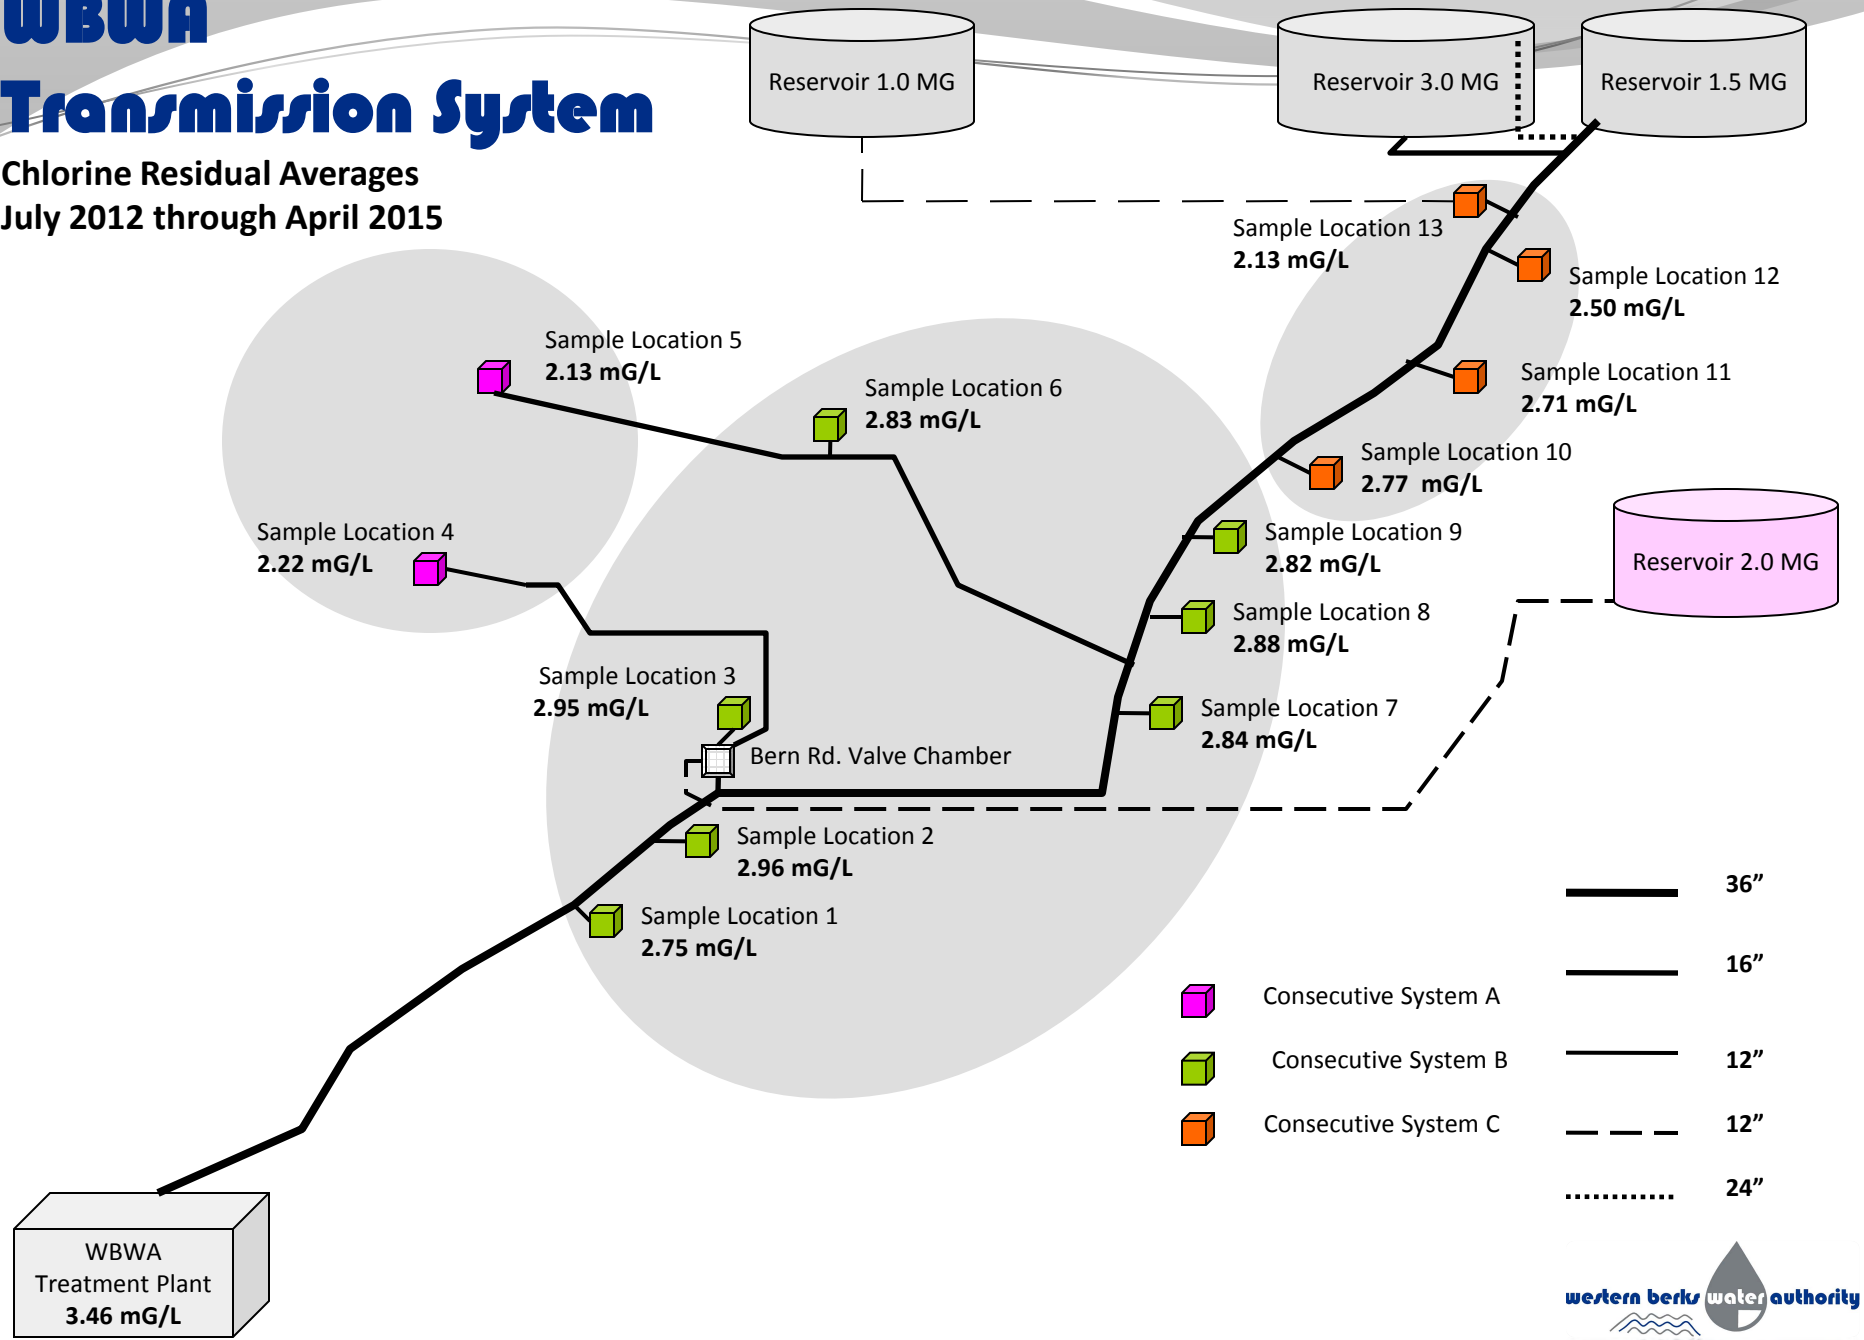 WBWA
Transmission System
Chlorine Residual Averages
July 2012 through April 2015
Reservoir 1.0 MG
Reservoir 3.0 MG
Reservoir 1.5 MG
Sample Location 13
2.13 mG/L
Sample Location 12
2.50 mG/L
Sample Location 5
2.13 mG/L
Sample Location 6
2.83 mG/L
Sample Location 11
2.71 mG/L
Sample Location 10
2.77 mG/L
Sample Location 4
2.22 mG/L
Sample Location 9
2.82 mG/L
Reservoir 2.0 MG
Sample Location 8
2.88 mG/L
Sample Location 3
2.95 mG/L
Sample Location 7
2.84 mG/L
Bern Rd. Valve Chamber
Sample Location 2
2.96 mG/L
Sample Location 1
2.75 mG/L
Consecutive System A
Consecutive System B
Consecutive System C
36”
16”
12”
12”
24”
WBWA
Treatment Plant
3.46 mG/L
western berks water authority